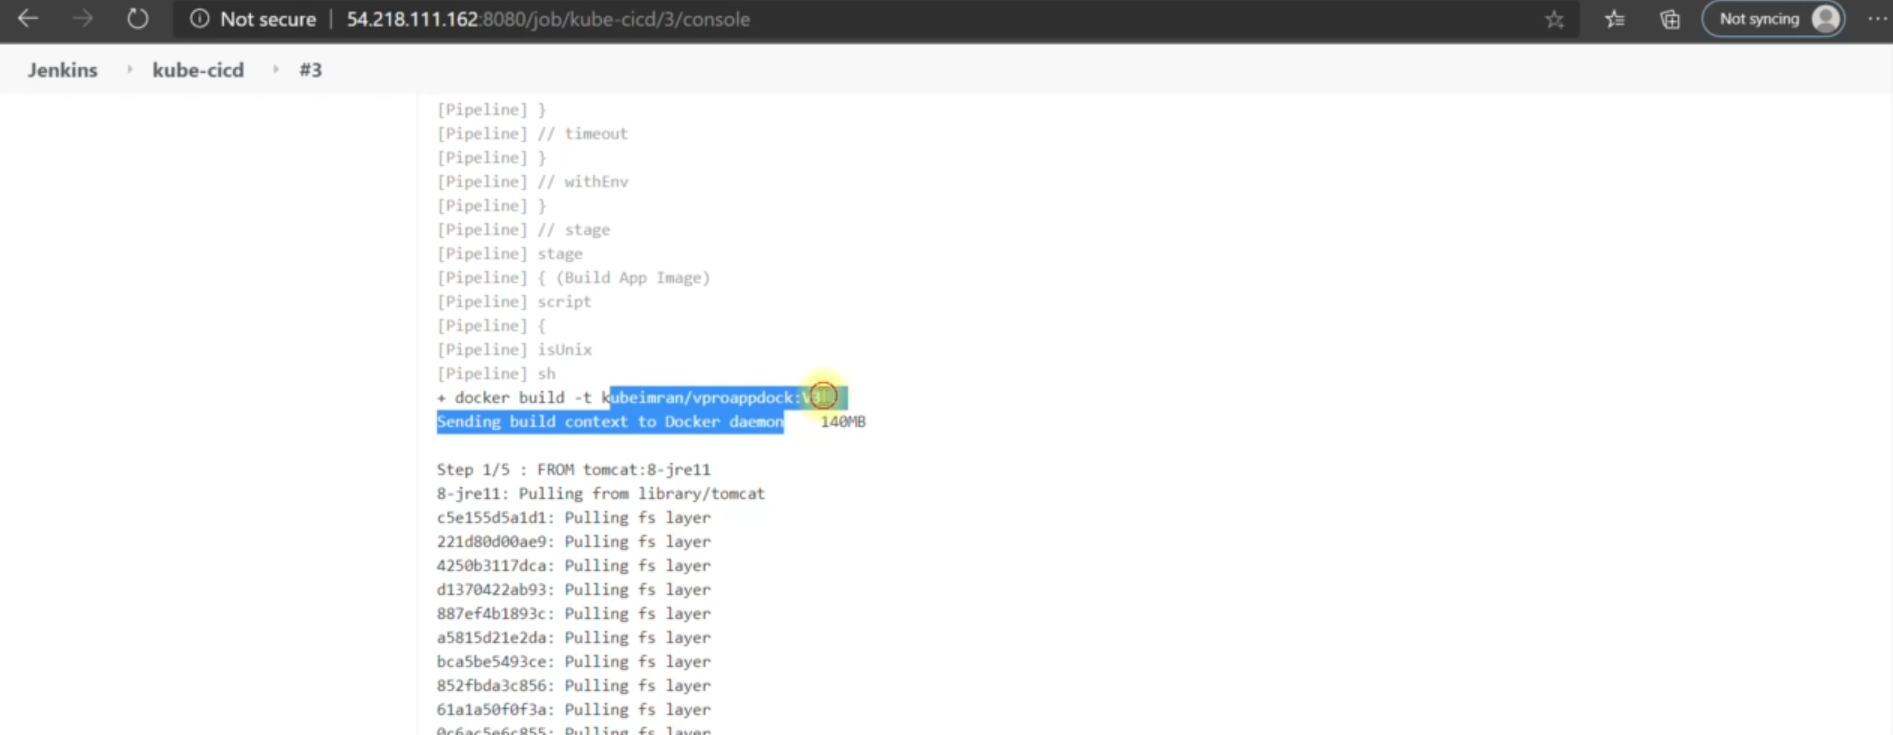 Not secure | 54.218.111.162:8080/job/kube-cicd/3/console Not syncing
Jenkins kube-cicd #3
[Pipeline] }
[Pipeline] // timeout
[Pipeline] }
[Pipeline] // withEnv
[Pipeline] }
[Pipeline] // stage
[Pipeline] stage
[Pipeline] { (Build App Image)
[Pipeline] script
[Pipeline] {
[Pipeline] isUnix
[Pipeline] sh
+ docker build -t kubeimran/vproappdock:V3
Sending build context to Docker daemon 140MB
Step 1/5 : FROM tomcat:8-jre11
8-jre11: Pulling from library/tomcat
c5e155d5a1d1: Pulling fs layer
221d80d00ae9: Pulling fs layer
4250b3117dca: Pulling fs layer
d1370422ab93: Pulling fs layer
887ef4b1893c: Pulling fs layer
a5815d21e2da: Pulling fs layer
bca5be5493ce: Pulling fs layer
852fbda3c856: Pulling fs layer
61a1a50f0f3a: Pulling fs layer
0c6ac5e6c855: Pulling fs layer